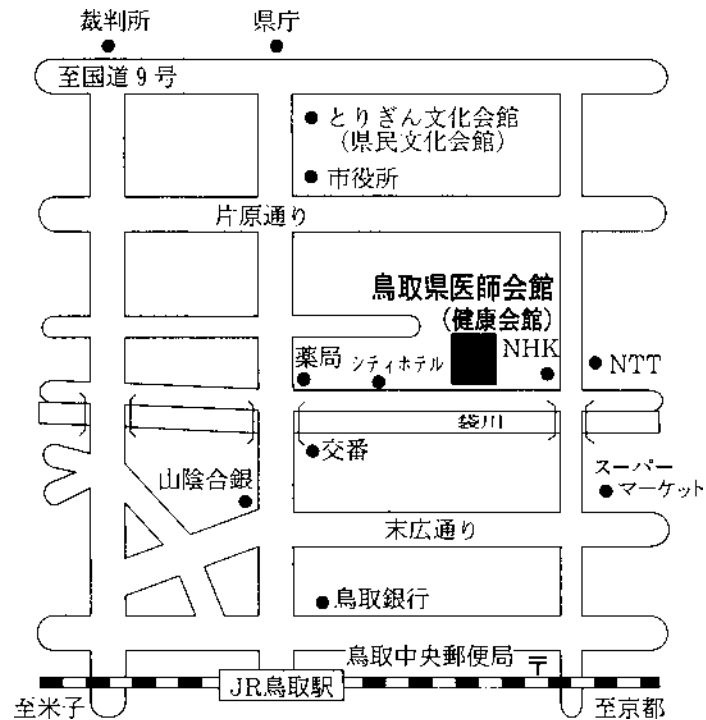 裁判所
県庁
至国道9号
とりぎん文化会館
(県民文化会館)
市役所
片原通り
鳥取県医師会館
(健康会館)
薬局
シティホテル
NHK
NTT
袋川
交番
山陰合銀
スーパー
マーケット
末広通り
鳥取銀行
鳥取中央郵便局 〒
JR鳥取駅
至米子
至京都